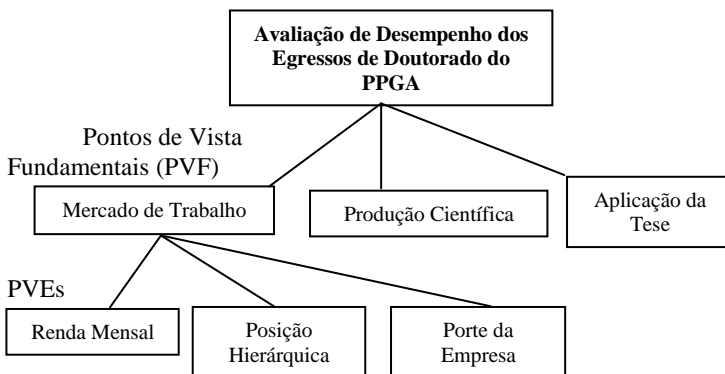 Avaliação de Desempenho dos
Egressos de Doutorado do
PPGA
Pontos de Vista
Fundamentais (PVF)
Mercado de Trabalho
Produção Científica
Aplicação da
Tese
PVEs
Renda Mensal
Posição
Hierárquica
Porte da
Empresa